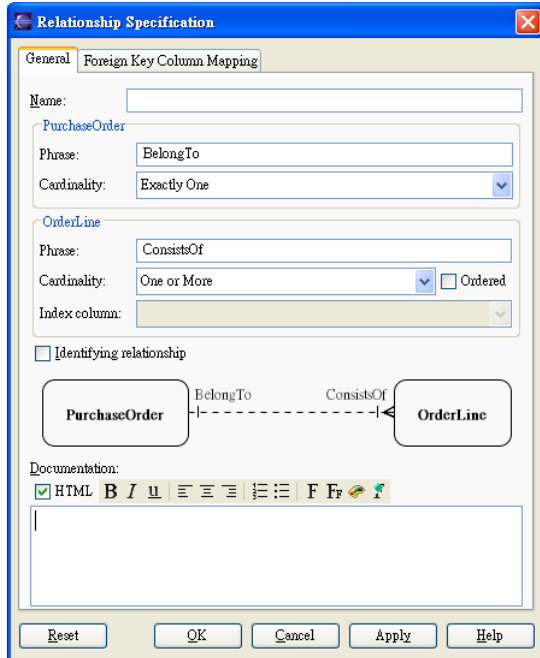 Relationship Specification
General Foreign Key Column Mapping
Name:
PurchaseOrder
Phrase: BelongTo
Cardinality: Exactly One
OrderLine
Phrase: ConsistsOf
Cardinality: One or More Ordered
Index column:
Identifying relationship
BelongTo ConsistsOf
PurchaseOrder OrderLine
Documentation:
HTML B I u F FF
Reset OK Cancel Apply Help